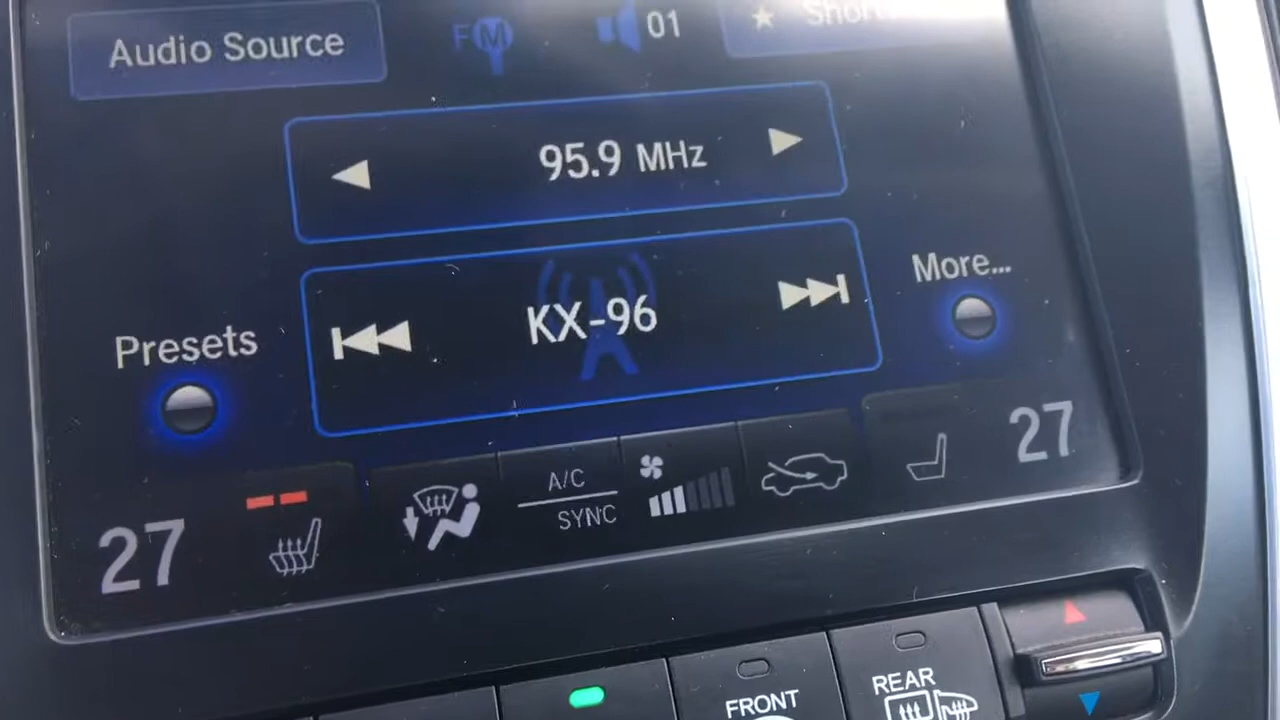 Audio Source
FM
01
95.9 MHz
KX-96
More...
Presets
27
A/C
SYNC
27
FRONT
REAR